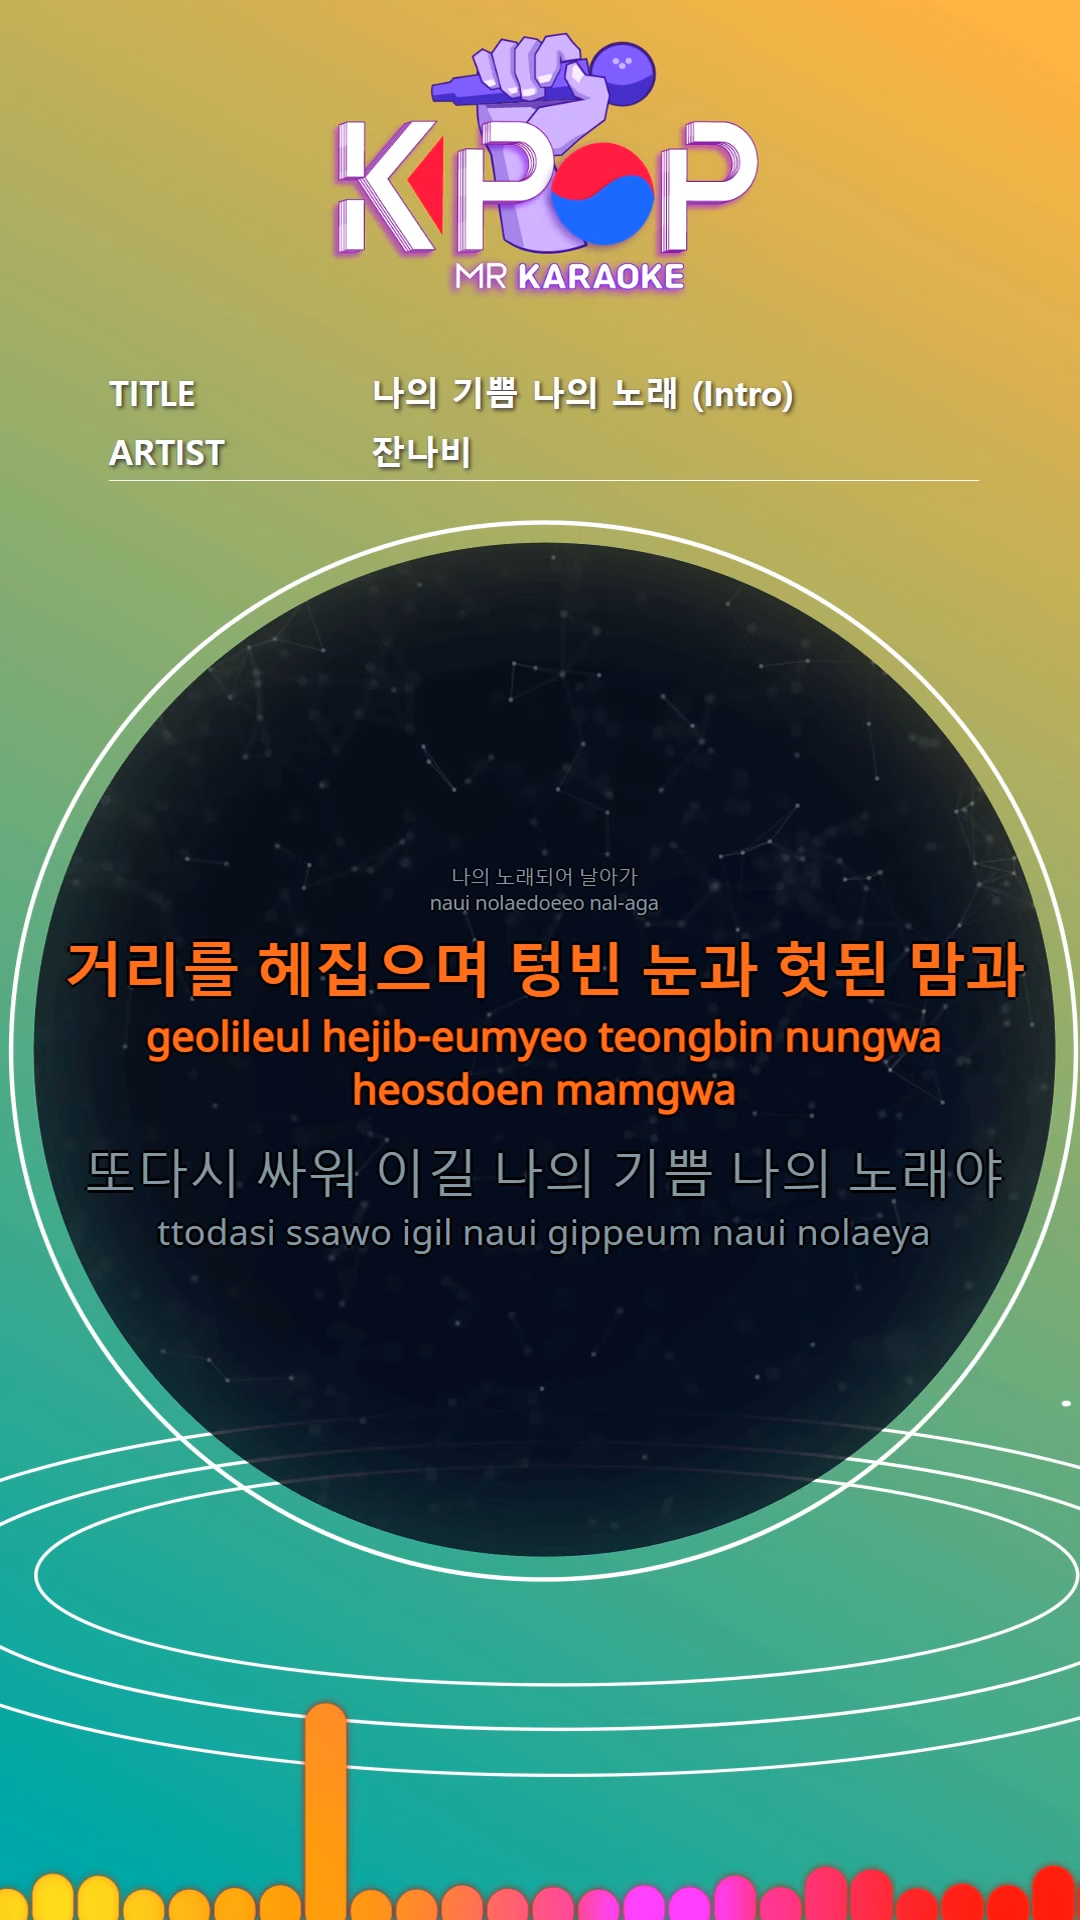 KPOP
MR KARAOKE
TITLE 나의 기쁨 나의 노래 (Intro)
ARTIST 잔나비
나의 노래되어 날아가
naui nolaedoeeo nal-aga
거리를 헤집으며 텅빈 눈과 헛된 맘과
geolileul hejib-eumyeo teongbin nungwa
heosdoen mamgwa
또다시 싸워 이길 나의 기쁨 나의 노래야
ttodasi ssawo igil naui gippeum naui nolaeya